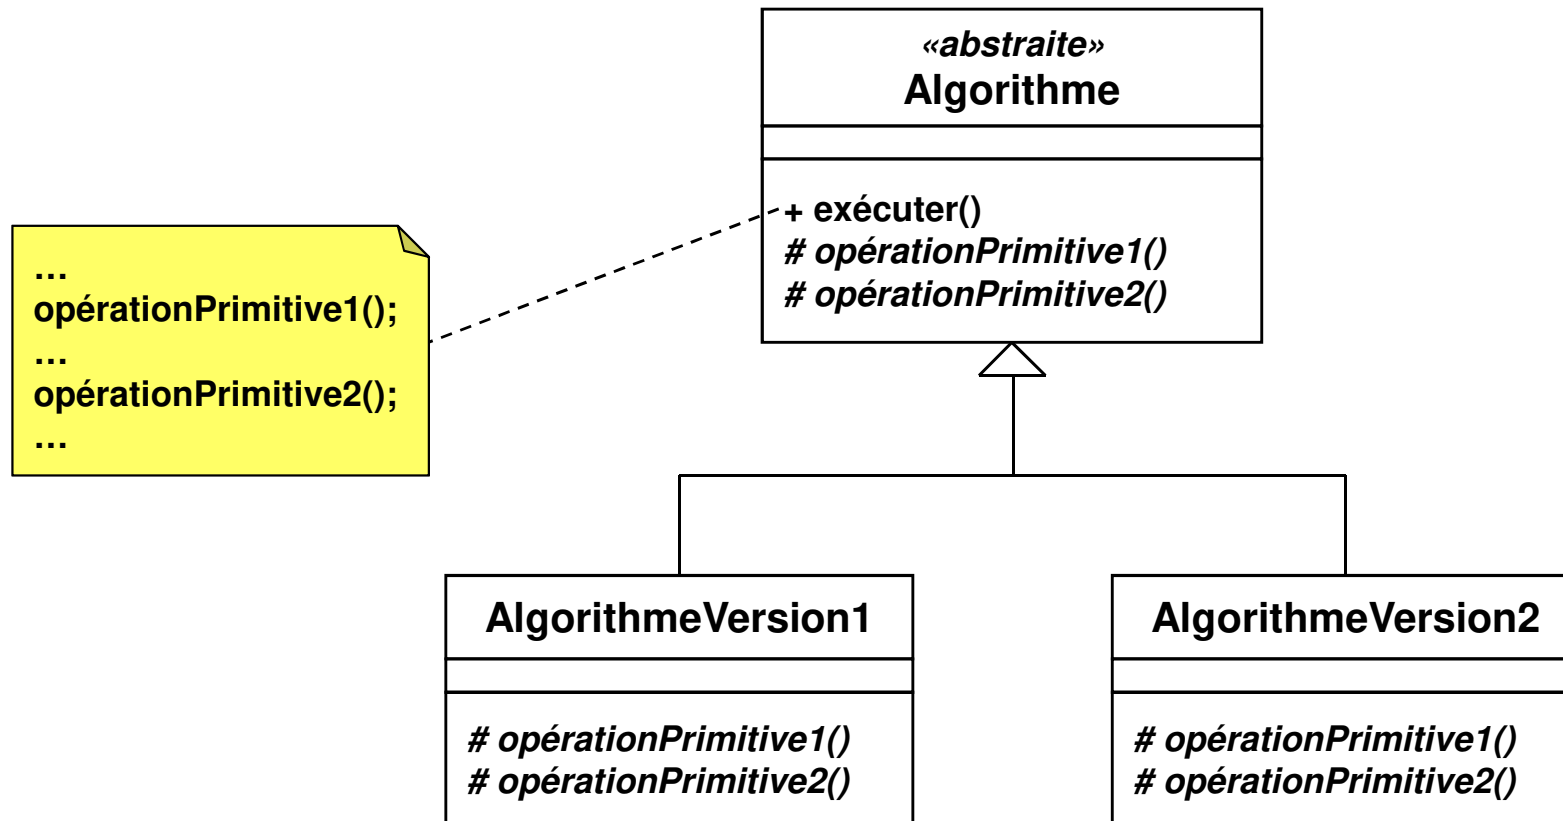 «abstraite»
Algorithme
+ exécuter()
# opérationPrimitive1()
# opérationPrimitive2()
...
opérationPrimitive1();
...
opérationPrimitive2();
...
AlgorithmeVersion1
# opérationPrimitive1()
# opérationPrimitive2()
AlgorithmeVersion2
# opérationPrimitive1()
# opérationPrimitive2()